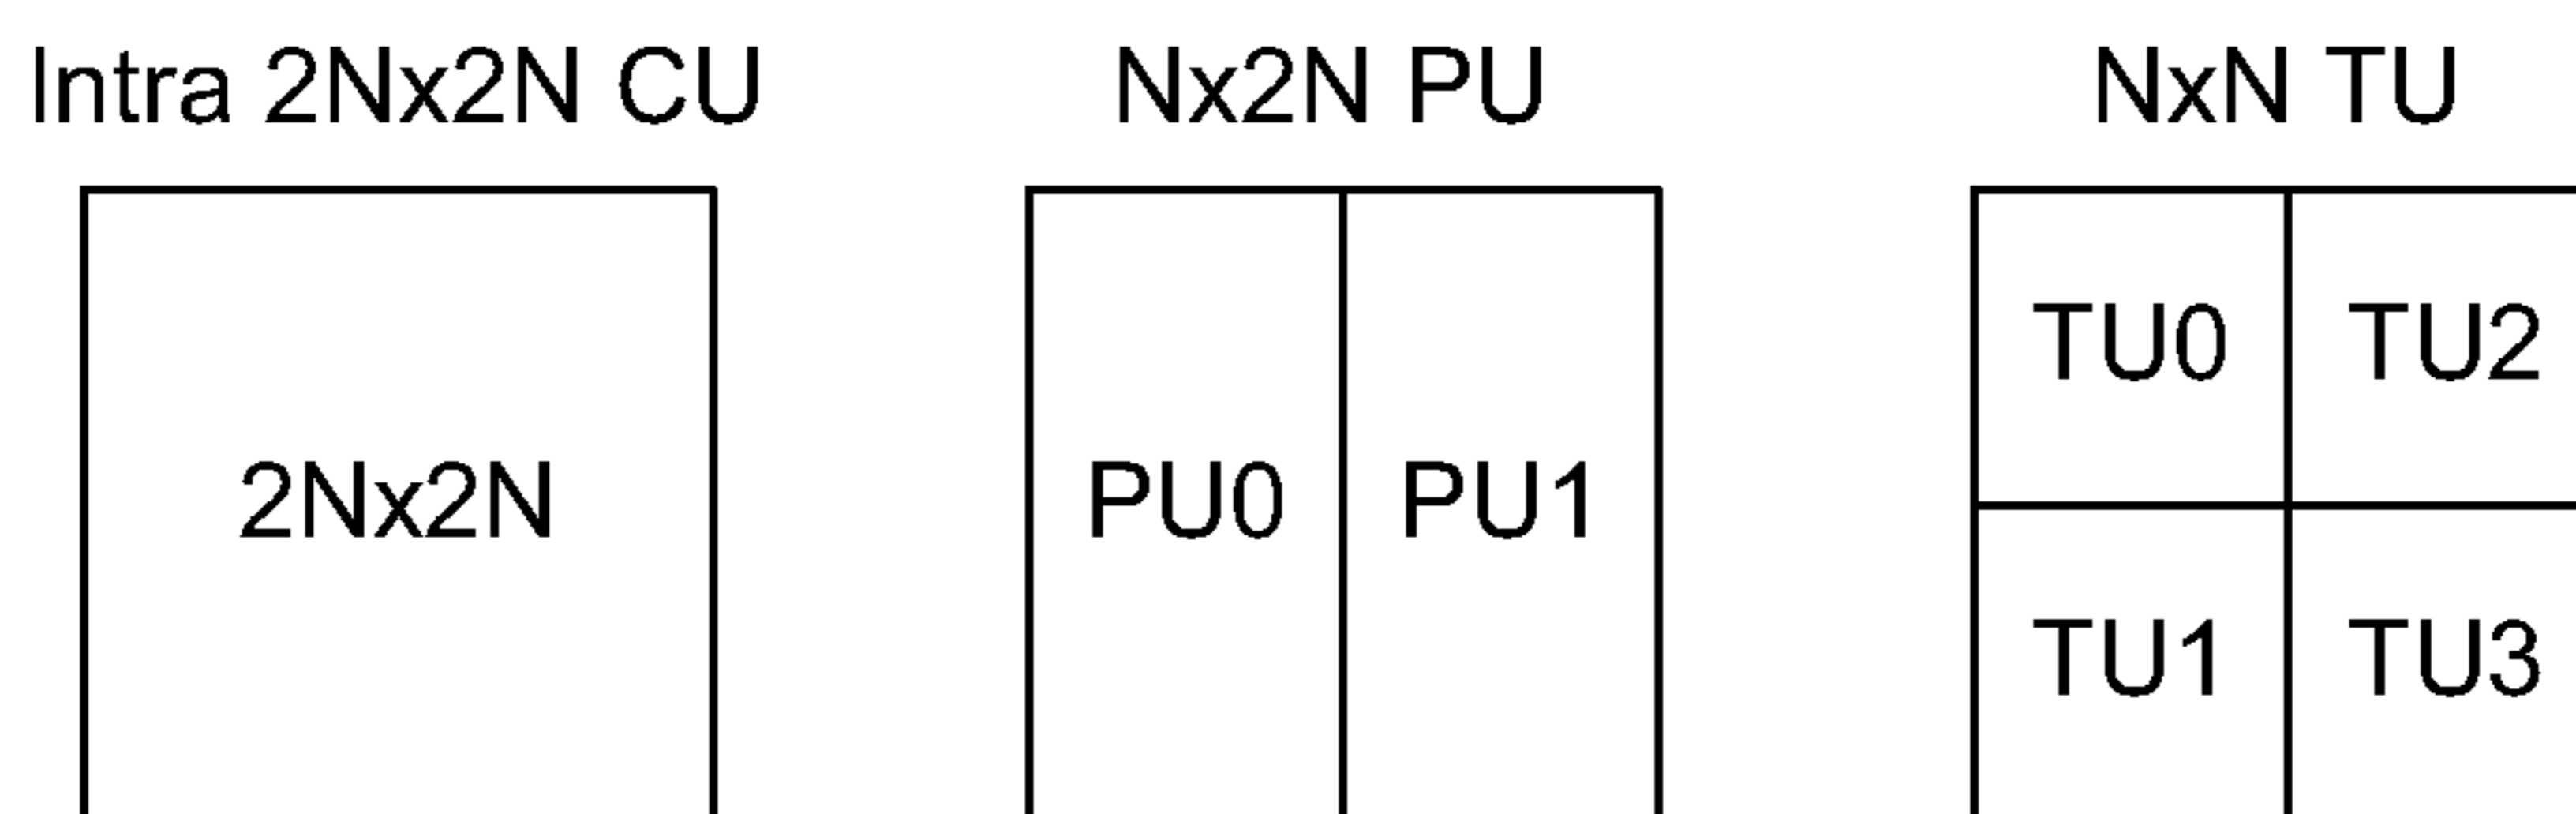 Intra 2Nx2N CU
2Nx2N
Nx2N PU
PU0 PU1
NxN TU
TU0 TU2
TU1 TU3